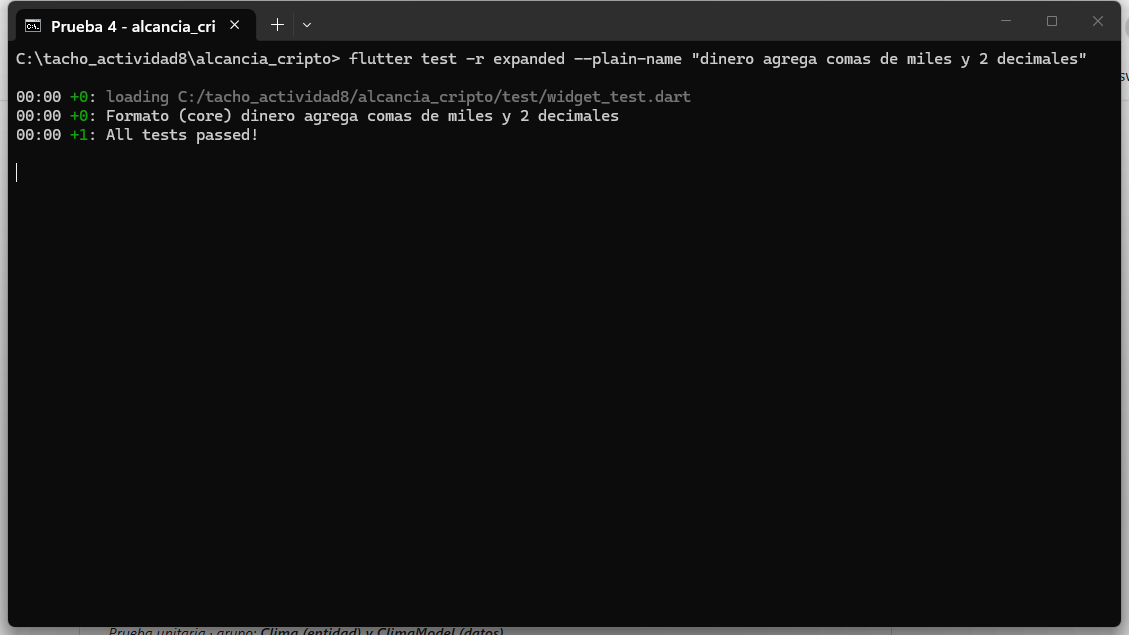 Prueba 4 - alcancia_cri
C:\tacho_actividad8\alcancia_cripto> flutter test -r expanded --plain-name "dinero agrega comas de miles y 2 decimales"
00:00 +0: loading C:/tacho_actividad8/alcancia_cripto/test/widget_test.dart
00:00 +0: Formato (core) dinero agrega comas de miles y 2 decimales
00:00 +1: All tests passed!
Prueba unitaria · grupo: Clima (entidad) y ClimaModel (datos)